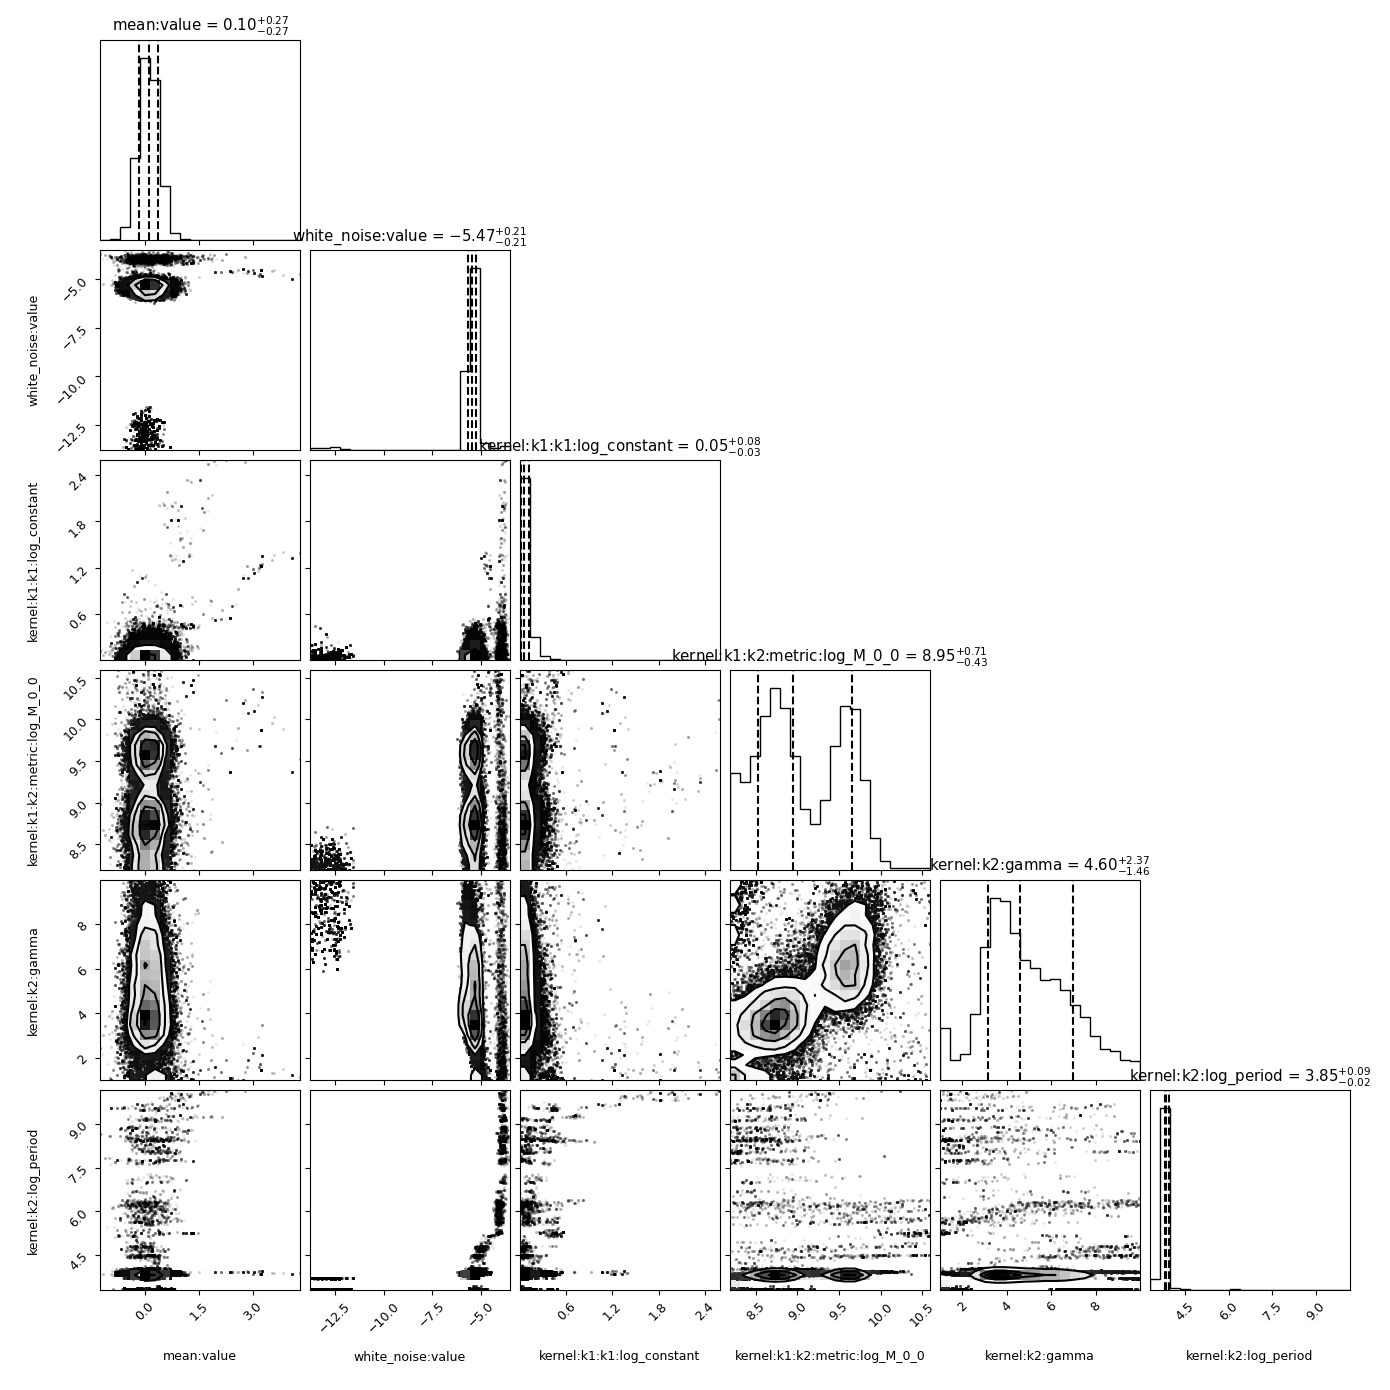 mean:value = 0.10+0.27−0.27
white_noise:value = −5.47+0.21−0.21
−5.0
−7.5
−10.0
−12.5
white_noise:value
kernel:k1:k1:log_constant = 0.05+0.08−0.03
2.4
1.8
1.2
0.6
kernel:k1:k1:log_constant
kernel:k1:k2:metric:log_M_0_0 = 8.95+0.71−0.43
10.5
10.0
9.5
9.0
8.5
kernel:k1:k2:metric:log_M_0_0
kernel:k2:gamma = 4.60+2.37−1.46
8
6
4
2
kernel:k2:gamma
kernel:k2:log_period = 3.85+0.09−0.02
9.0
7.5
6.0
4.5
kernel:k2:log_period
0.0 1.5 3.0
−12.5 −10.0 −7.5 −5.0
0.6 1.2 1.8 2.4
8.5 9.0 9.5 10.0 10.5
2 4 6 8
4.5 6.0 7.5 9.0
mean:value
white_noise:value
kernel:k1:k1:log_constant
kernel:k1:k2:metric:log_M_0_0
kernel:k2:gamma
kernel:k2:log_period